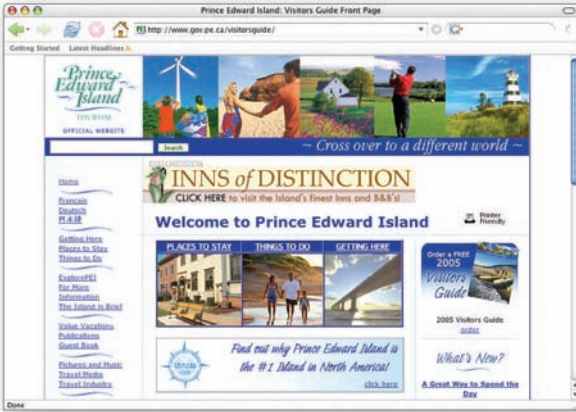 Prince Edward Island: Visitors Guide Front Page
http://www.gov.pe.ca/visitorsguide/
Getting Started Latest Headlines
Prince
Edward
Island
TOURISM
OFFICIAL WEBSITE
Search
~ Cross over to a different world ~
INNS of DISTINCTION
CLICK HERE to visit the Island's finest Inns and B&B's!
Welcome to Prince Edward Island
Printer
Friendly
Home
Français
Deutsch
Getting Here
Places to Stay
Things to Do
ExplorePEI
For More
Information
The Island in Brief
Value Vacations
Publications
Guest Book
Pictures and Music
Travel Media
Travel Industry
PLACES TO STAY
THINGS TO DO
GETTING HERE
Order a FREE
2005
Visitors
Guide
2005 Visitors Guide
order
Find out why Prince Edward Island is
the #1 Island in North America!
click here
What's New?
A Great Way to Spend the
Day
Done